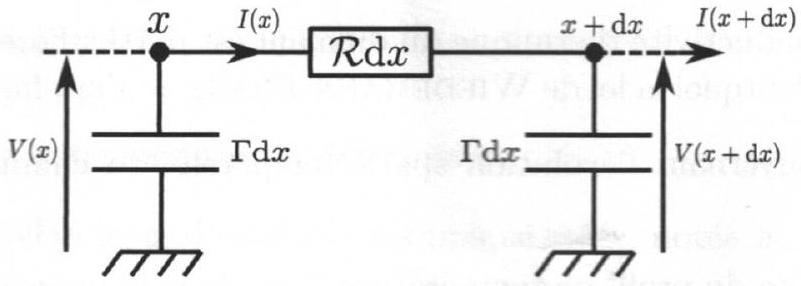 x I(x) ℛdx x + dx I(x + dx)
V(x) Γdx Γdx V(x + dx)